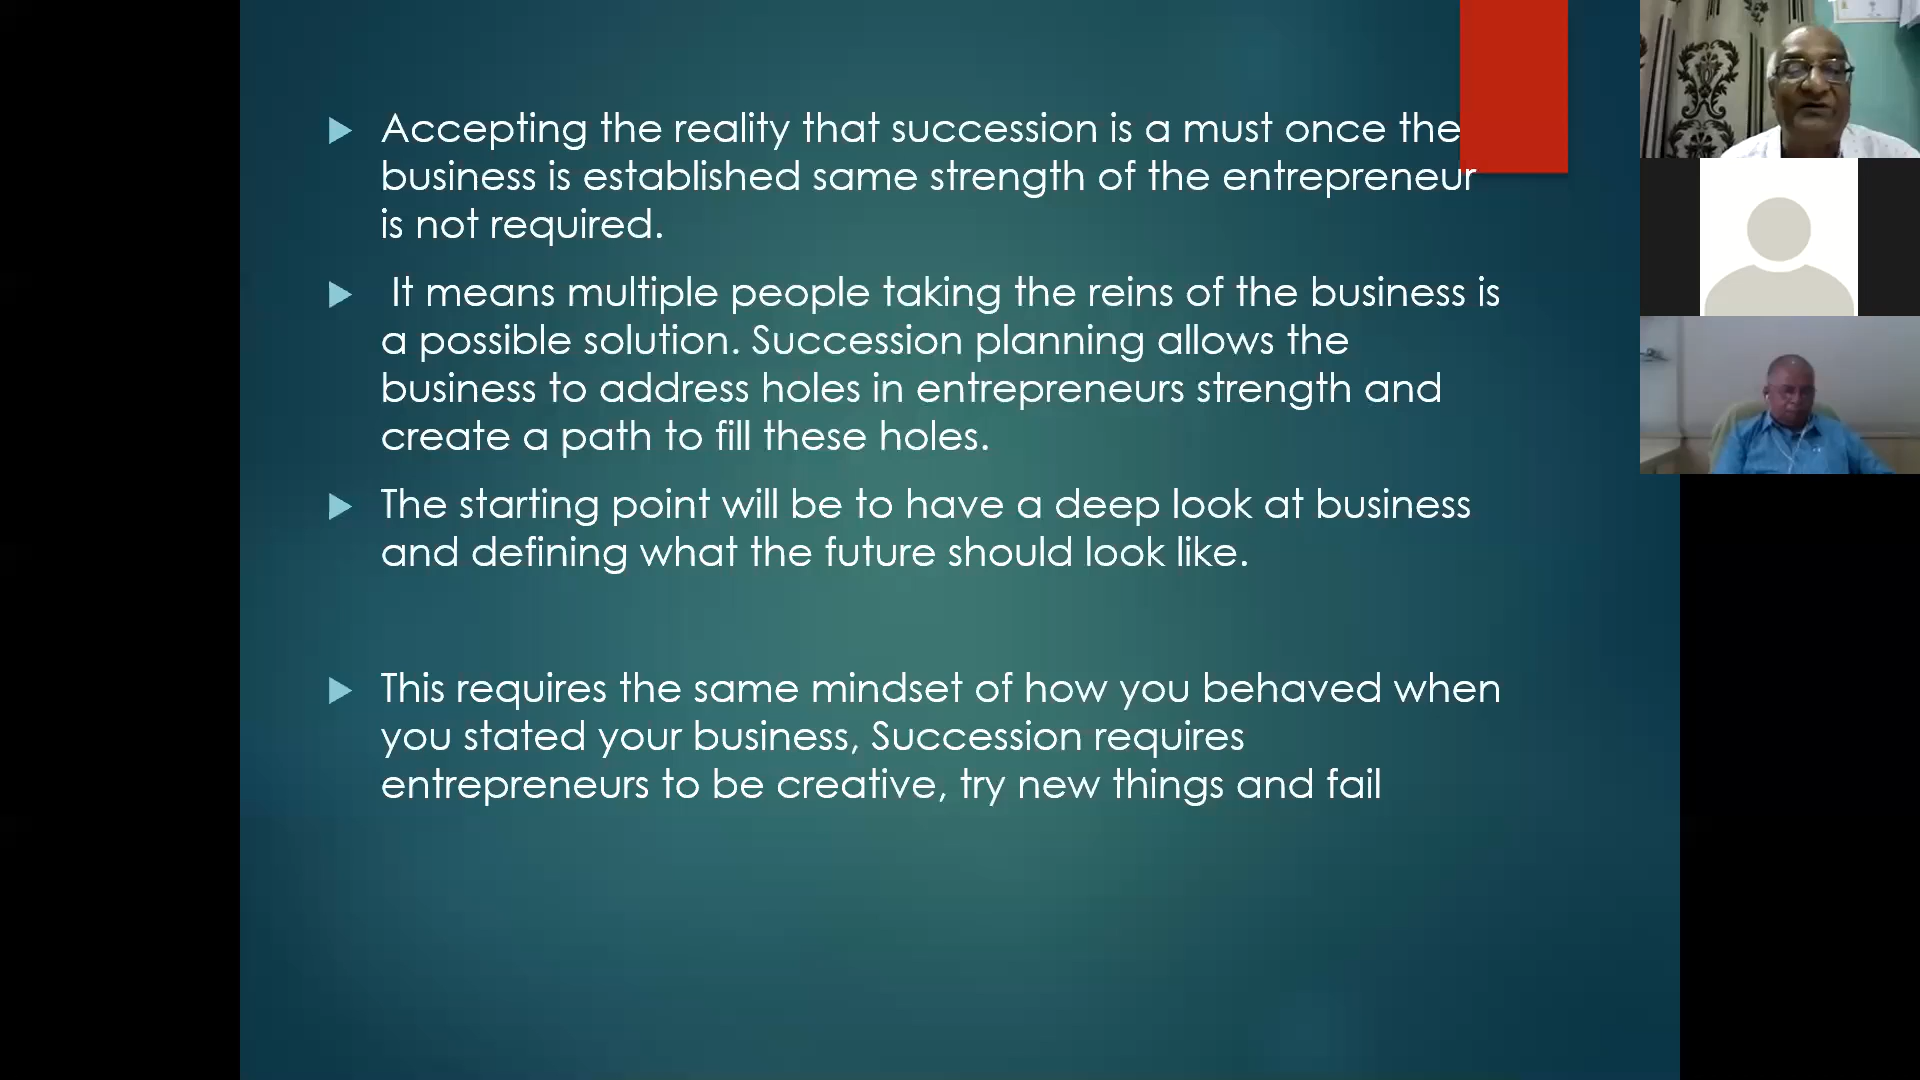 Accepting the reality that succession is a must once the
business is established same strength of the entrepreneur
is not required.
It means multiple people taking the reins of the business is
a possible solution. Succession planning allows the
business to address holes in entrepreneurs strength and
create a path to fill these holes.
The starting point will be to have a deep look at business
and defining what the future should look like.
This requires the same mindset of how you behaved when
you stated your business, Succession requires
entrepreneurs to be creative, try new things and fail